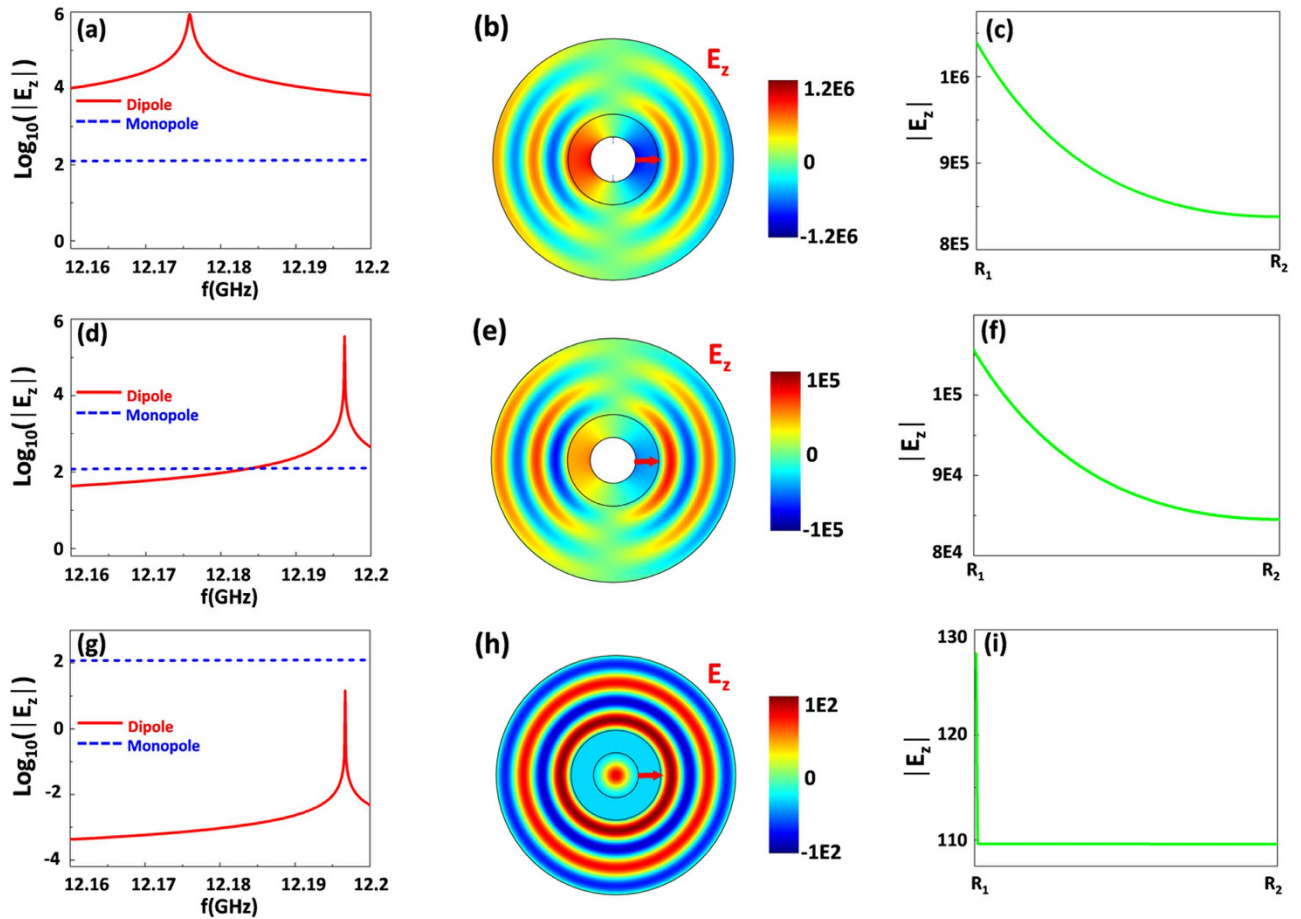 (a)
6
4
2
0
Log10(|Ez|)
Dipole
Monopole
12.16 12.17 12.18 12.19 12.2
f(GHz)
(b)
Ez
1.2E6
0
-1.2E6
(c)
|Ez|
1E6
9E5
8E5
R1 R2
(d)
6
4
2
0
Log10(|Ez|)
Dipole
Monopole
12.16 12.17 12.18 12.19 12.2
f(GHz)
(e)
Ez
1E5
0
-1E5
(f)
|Ez|
1E5
9E4
8E4
R1 R2
(g)
2
0
-2
-4
Log10(|Ez|)
Dipole
Monopole
12.16 12.17 12.18 12.19 12.2
f(GHz)
(h)
Ez
1E2
0
-1E2
(i)
|Ez|
130
120
110
R1 R2